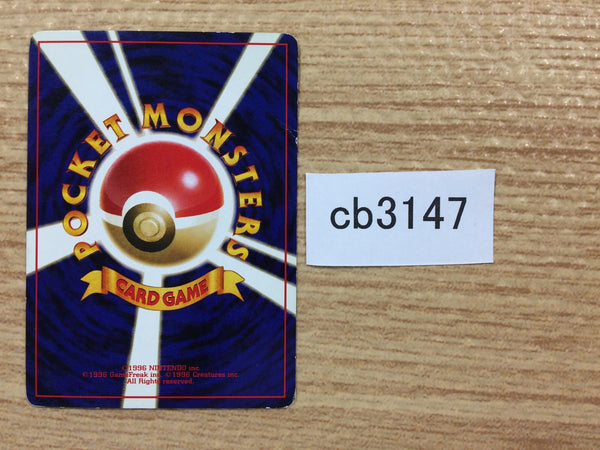 POCKET MONSTERS
CARD GAME
©1996 NINTENDO inc.
©1996 GameFreak inc. ©1996 Creatures inc.
All Rights reserved.
cb3147